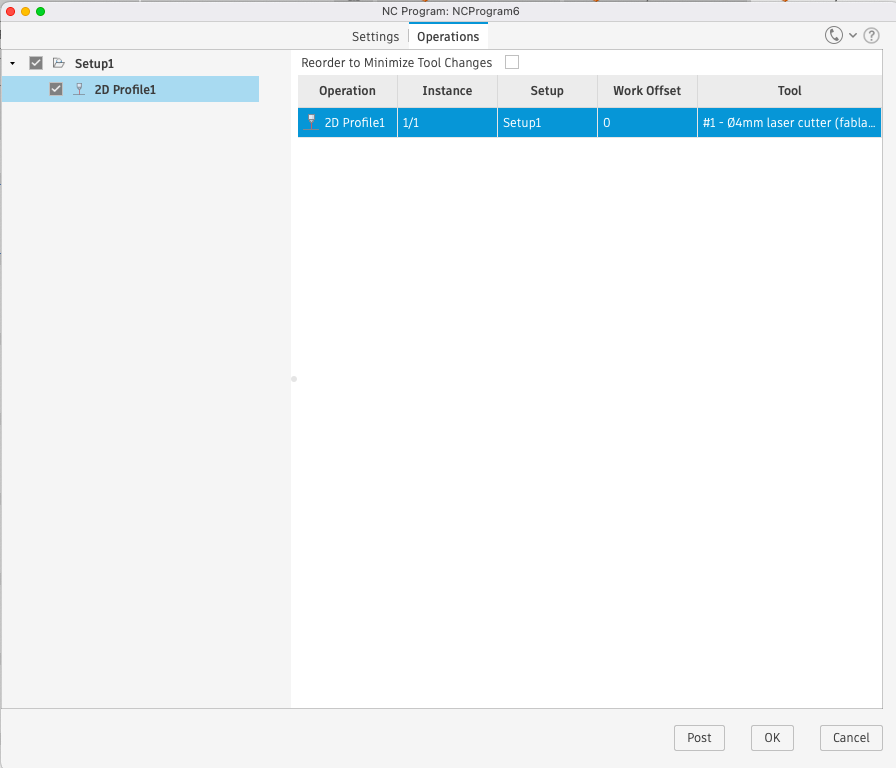 NC Program: NCProgram6
Settings Operations
Setup1
2D Profile1
Reorder to Minimize Tool Changes
Operation Instance Setup Work Offset Tool
2D Profile1 1/1 Setup1 0 #1 - Ø4mm laser cutter (fabla...
Post OK Cancel